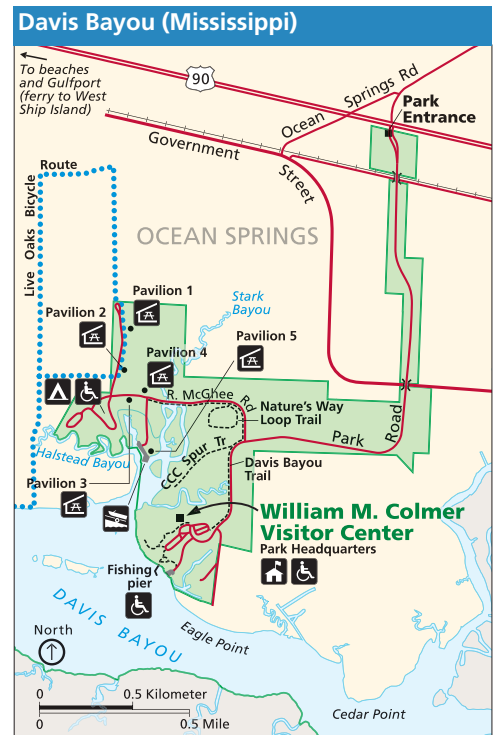 Davis Bayou (Mississippi)
To beaches
and Gulfport
(ferry to West
Ship Island)
90
Ocean Springs Rd
Park
Entrance
Government
Street
Live Oaks Bicycle
Route
OCEAN SPRINGS
Pavilion 1
Stark
Bayou
Pavilion 2
Pavilion 5
Pavilion 4
R. McGhee Rd
Nature's Way
Loop Trail
Park Road
CCC Spur Tr
Halstead Bayou
Davis Bayou
Trail
Pavilion 3
William M. Colmer
Visitor Center
Park Headquarters
Fishing
pier
DAVIS BAYOU
North
Eagle Point
0 0.5 Kilometer
0 0.5 Mile
Cedar Point